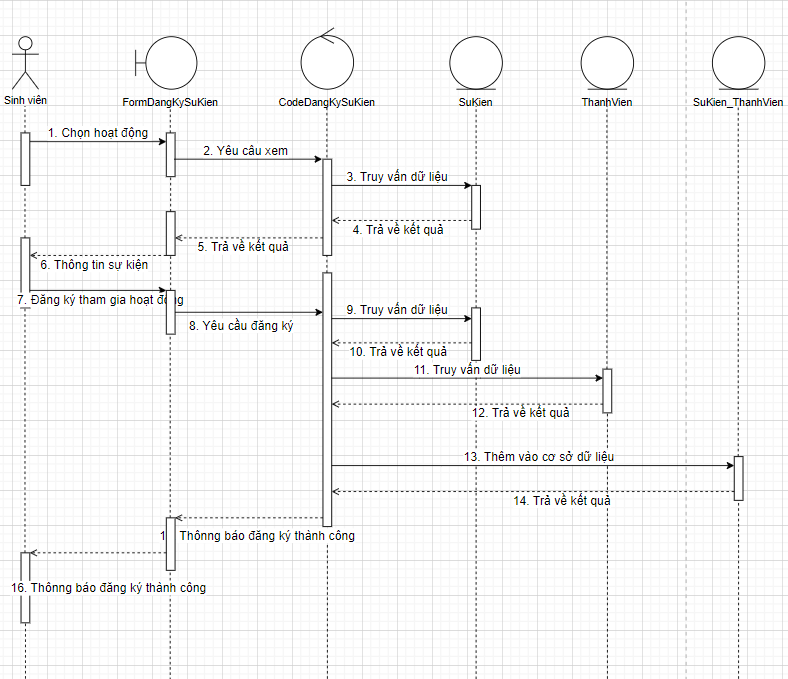 Sinh viên
FormDangKySuKien
CodeDangKySuKien
SuKien
ThanhVien
SuKien_ThanhVien
1. Chọn hoạt động
2. Yêu cầu xem
3. Truy vấn dữ liệu
4. Trả về kết quả
5. Trả về kết quả
6. Thông tin sự kiện
7. Đăng ký tham gia hoạt động
8. Yêu cầu đăng ký
9. Truy vấn dữ liệu
10. Trả về kết quả
11. Truy vấn dữ liệu
12. Trả về kết quả
13. Thêm vào cơ sở dữ liệu
14. Trả về kết quả
1 Thônng báo đăng ký thành công
16. Thônng báo đăng ký thành công